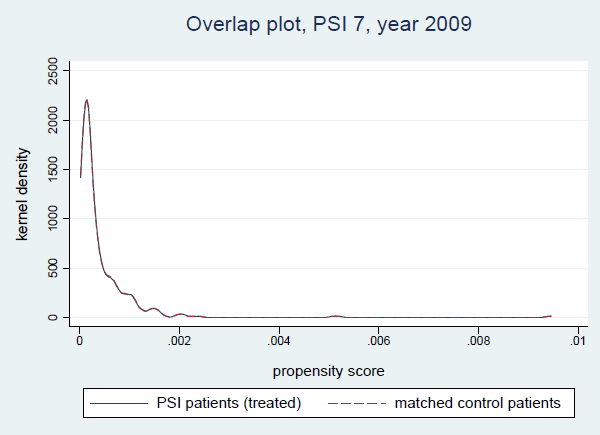 Overlap plot, PSI 7, year 2009
kernel density
2500
2000
1500
1000
500
0
0 .002 .004 .006 .008 .01
propensity score
PSI patients (treated) matched control patients